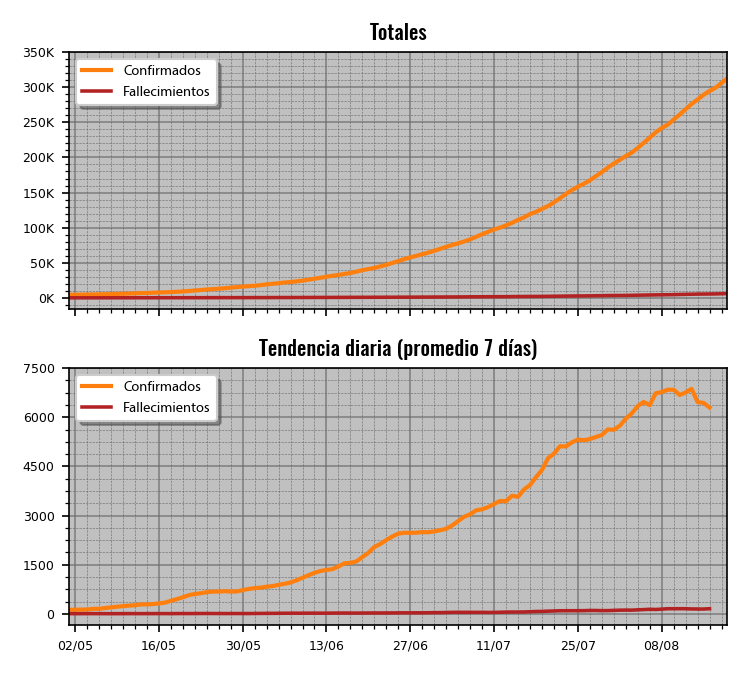 Totales
350K
300K
250K
200K
150K
100K
50K
0K
Confirmados
Fallecimientos
Tendencia diaria (promedio 7 días)
7500
6000
4500
3000
1500
0
Confirmados
Fallecimientos
02/05 16/05 30/05 13/06 27/06 11/07 25/07 08/08